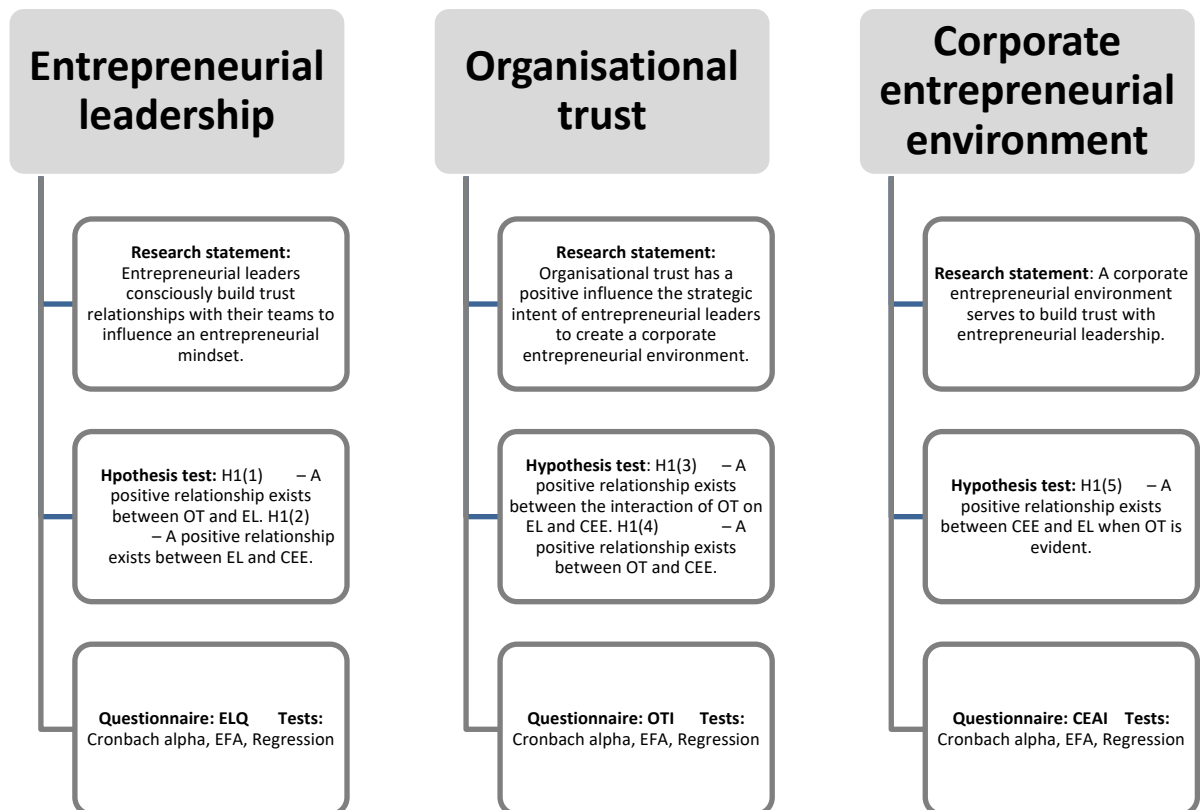 Entrepreneurial
leadership
Research statement:
Entrepreneurial leaders
consciously build trust
relationships with their teams to
influence an entrepreneurial
mindset.
Hpothesis test: H1(1) – A
positive relationship exists
between OT and EL. H1(2)
– A positive relationship
exists between EL and CEE.
Questionnaire: ELQ Tests:
Cronbach alpha, EFA, Regression
Organisational
trust
Research statement:
Organisational trust has a
positive influence the strategic
intent of entrepreneurial leaders
to create a corporate
entrepreneurial environment.
Hypothesis test: H1(3) – A
positive relationship exists
between the interaction of OT on
EL and CEE. H1(4) – A
positive relationship exists
between OT and CEE.
Questionnaire: OTI Tests:
Cronbach alpha, EFA, Regression
Corporate
entrepreneurial
environment
Research statement: A corporate
entrepreneurial environment
serves to build trust with
entrepreneurial leadership.
Hypothesis test: H1(5) – A
positive relationship exists
between CEE and EL when OT is
evident.
Questionnaire: CEAI Tests:
Cronbach alpha, EFA, Regression